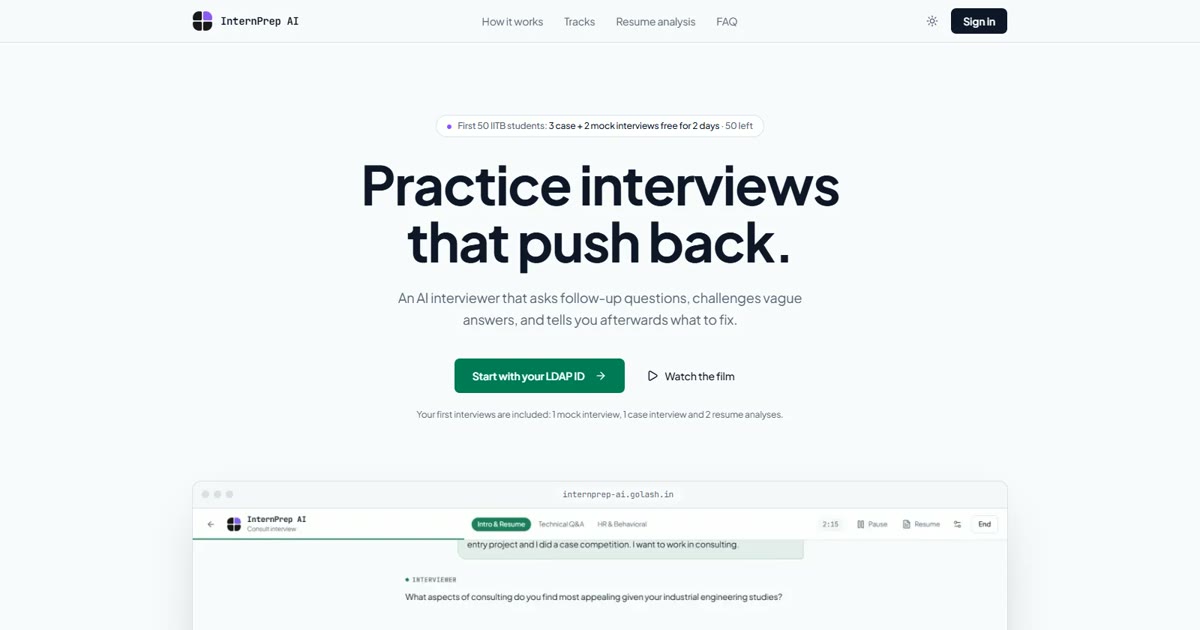 InternPrep AI
How it works
Tracks
Resume analysis
FAQ
Sign in
First 50 IITB students: 3 case + 2 mock interviews free for 2 days · 50 left
Practice interviews
that push back.
An AI interviewer that asks follow-up questions, challenges vague
answers, and tells you afterwards what to fix.
Start with your LDAP ID →
Watch the film
Your first interviews are included: 1 mock interview, 1 case interview and 2 resume analyses.
internprep-ai.golash.in
InternPrep AI
Consult interview
Intro & Resume
Technical Q&A
HR & Behavioral
2:15
Pause
Resume
End
entry project and I did a case competition. I want to work in consulting.
INTERVIEWER
What aspects of consulting do you find most appealing given your industrial engineering studies?